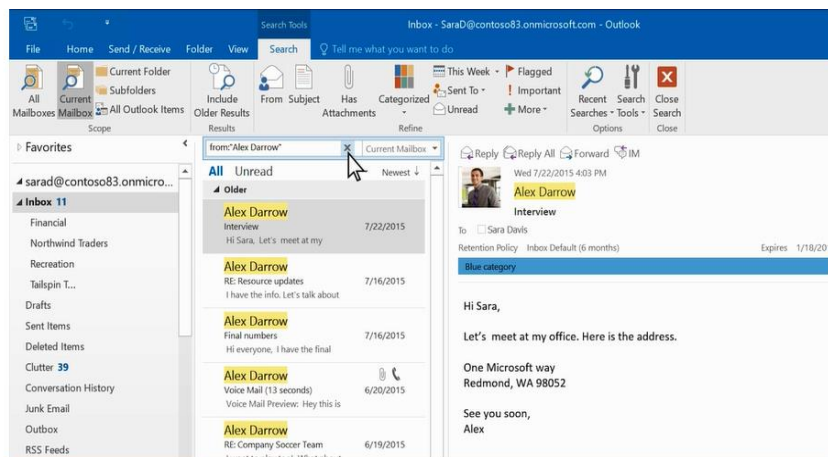 Search Tools
Inbox - SaraD@contoso83.onmicrosoft.com - Outlook
File Home Send / Receive Folder View Search Tell me what you want to do
All Mailboxes
Current Mailbox
Current Folder
Subfolders
All Outlook Items
Scope
Include Older Results
Results
From
Subject
Has Attachments
Categorized
This Week
Sent To
Unread
Flagged
Important
More
Refine
Recent Searches
Search Tools
Options
Close Search
Close
Favorites
sarad@contoso83.onmicro...
Inbox 11
Financial
Northwind Traders
Recreation
Tailspin T...
Drafts
Sent Items
Deleted Items
Clutter 39
Conversation History
Junk Email
Outbox
RSS Feeds
from:"Alex Darrow"
Current Mailbox
All Unread
Newest ↓
Older
Alex Darrow
Interview 7/22/2015
Hi Sara, Let's meet at my
Alex Darrow
RE: Resource updates 7/16/2015
I have the info. Let's talk about
Alex Darrow
Final numbers 7/16/2015
Hi everyone, I have the final
Alex Darrow
Voice Mail (13 seconds) 6/20/2015
Voice Mail Preview: Hey this is
Alex Darrow
RE: Company Soccer Team 6/19/2015
Reply Reply All Forward IM
Wed 7/22/2015 4:03 PM
Alex Darrow
Interview
To Sara Davis
Retention Policy Inbox Default (6 months) Expires 1/18/20
Blue category
Hi Sara,
Let's meet at my office. Here is the address.
One Microsoft way
Redmond, WA 98052
See you soon,
Alex